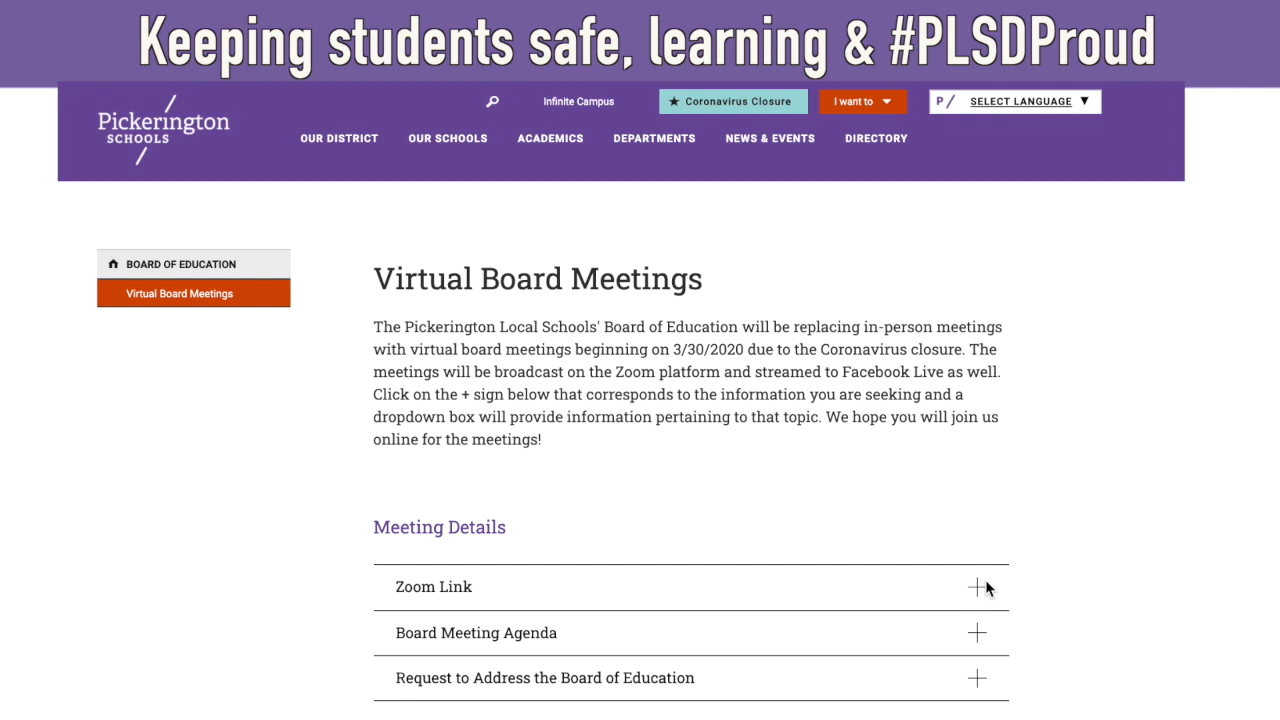 Keeping students safe, learning & #PLSDProud
Pickerington
SCHOOLS
Infinite Campus
★ Coronavirus Closure
I want to
P/ SELECT LANGUAGE ▼
OUR DISTRICT
OUR SCHOOLS
ACADEMICS
DEPARTMENTS
NEWS & EVENTS
DIRECTORY
BOARD OF EDUCATION
Virtual Board Meetings
Virtual Board Meetings
The Pickerington Local Schools' Board of Education will be replacing in-person meetings
with virtual board meetings beginning on 3/30/2020 due to the Coronavirus closure. The
meetings will be broadcast on the Zoom platform and streamed to Facebook Live as well.
Click on the + sign below that corresponds to the information you are seeking and a
dropdown box will provide information pertaining to that topic. We hope you will join us
online for the meetings!
Meeting Details
Zoom Link
Board Meeting Agenda
Request to Address the Board of Education